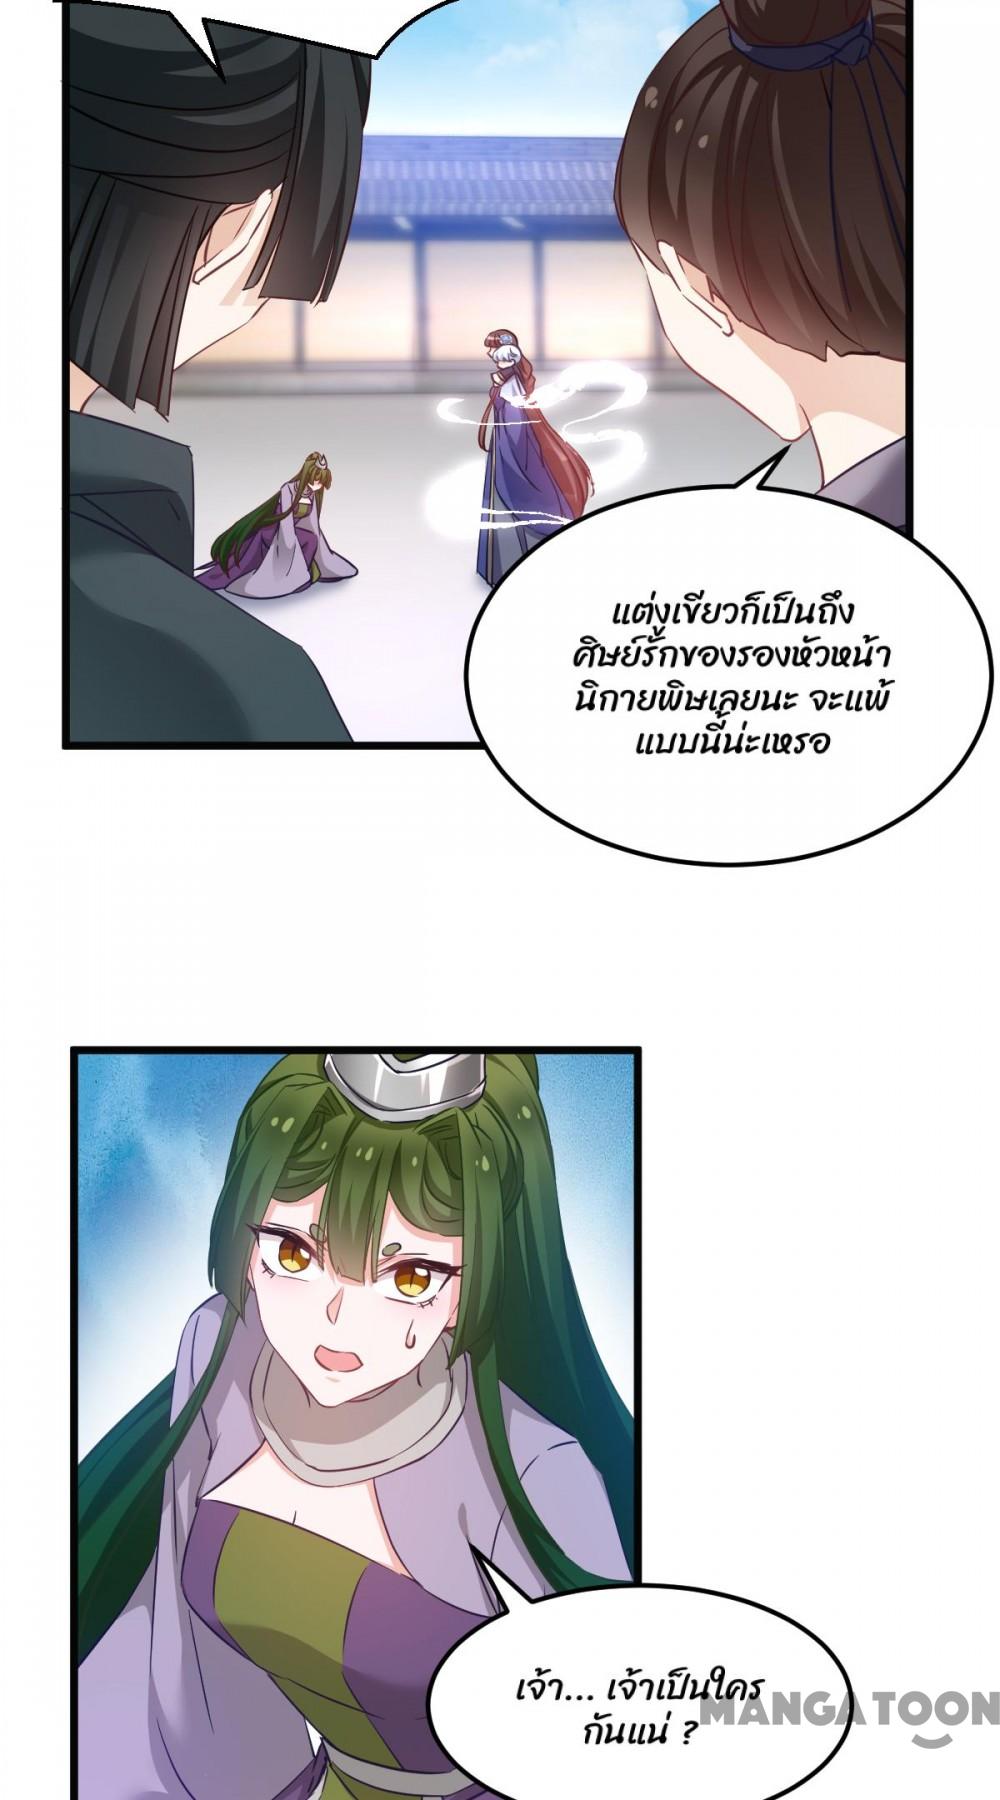 แต่งูเขียวก็เป็นถึง
ศิษย์รักของรองหัวหน้า
นิกายพิษเลยนะ จะแพ้
แบบนี้น่ะเหรอ
เจ้า... เจ้าเป็นใคร
กันแน่ ?
MANGATOON